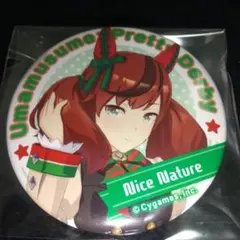 Umamusume: Pretty Derby
Nice Nature
© Cygames, Inc.